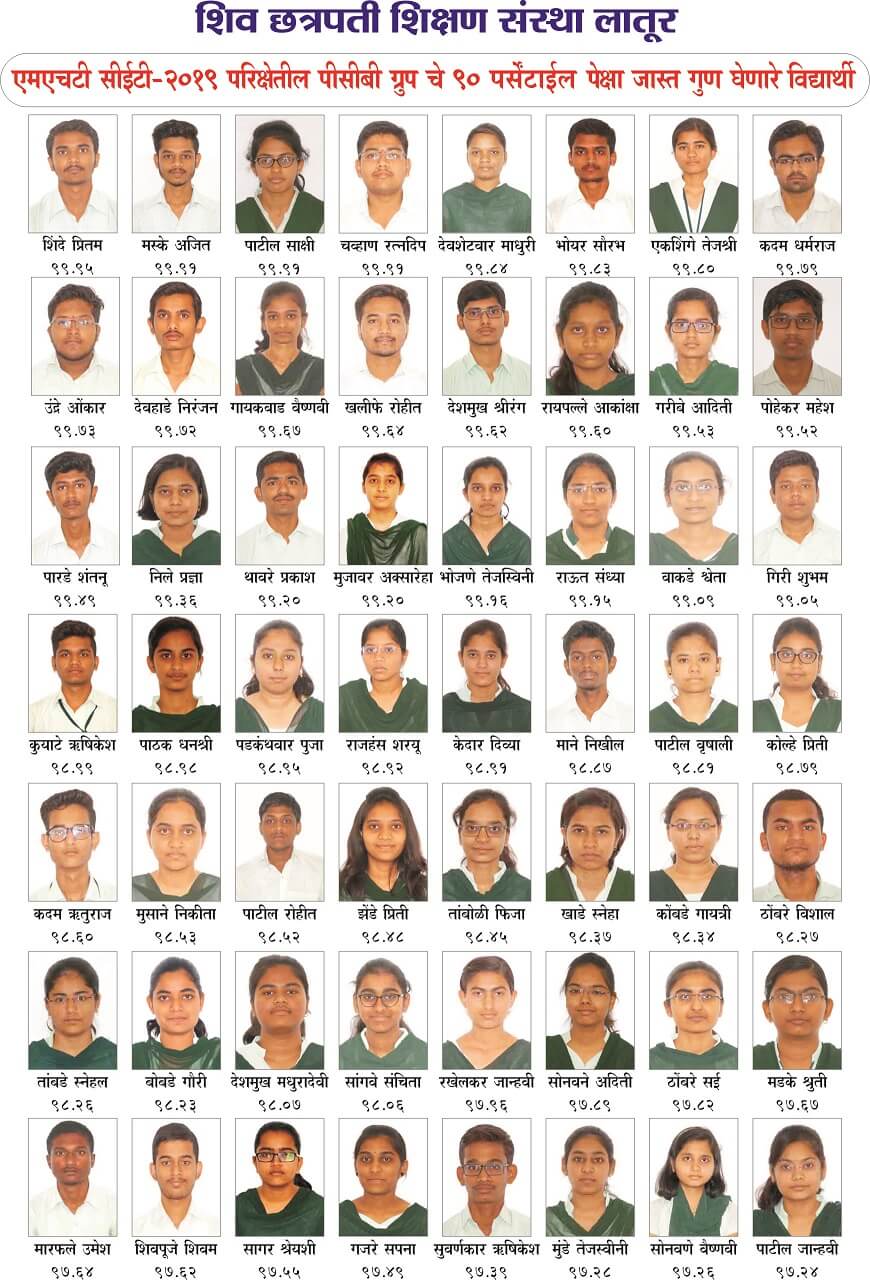 शिव छत्रपती शिक्षण संस्था लातूर
एमएचटी सीईटी-२०१९ परिक्षेतील पीसीबी ग्रुप चे ९० पर्सेंटाईल पेक्षा जास्त गुण घेणारे विद्यार्थी
शिंदे प्रितम मस्के अजित पाटील साक्षी चव्हाण रत्नदिप देवशेटवार माधुरी भोयर सौरभ एकशिंगे तेजश्री कदम धर्मराज
९९.९५ ९९.९१ ९९.९१ ९९.९१ ९९.८४ ९९.८३ ९९.८० ९९.७९
उंद्रे ओंकार देवहाडे निरंजन गायकवाड वैष्णवी खलीफे रोहीत देशमुख श्रीरंग रायपल्ले आकांक्षा गरीबे आदिती पोहेकर महेश
९९.७३ ९९.७२ ९९.६७ ९९.६४ ९९.६२ ९९.६० ९९.५३ ९९.५२
पारडे शंतनू निले प्रज्ञा थावरे प्रकाश मुजावर अक्सारेहा भोजणे तेजस्विनी राऊत संध्या वाकडे श्वेता गिरी शुभम
९९.४९ ९९.३६ ९९.२० ९९.२० ९९.१६ ९९.१५ ९९.०९ ९९.०५
कुयाटे ऋषिकेश पाठक धनश्री पडकंथवार पुजा राजहंस शरयू केदार दिव्या माने निखील पाटील वृषाली कोल्हे प्रिती
९८.९९ ९८.९८ ९८.९५ ९८.९२ ९८.९१ ९८.८७ ९८.८१ ९८.७९
कदम ऋतुराज मुसाने निकीता पाटील रोहीत झेंडे प्रिती तांबोळी फिजा खाडे स्नेहा कोंबडे गायत्री ठोंबरे विशाल
९८.६० ९८.५३ ९८.५२ ९८.४८ ९८.४५ ९८.३७ ९८.३४ ९८.२७
तांबडे स्नेहल बोबडे गौरी देशमुख मधुरादेवी सांगवे संचिता रखेलकर जान्हवी सोनवने अदिती ठोंबरे सई मडके श्रुती
९८.२६ ९८.२३ ९८.०७ ९८.०६ ९७.९६ ९७.८९ ९७.८२ ९७.६७
मारफले उमेश शिवपूजे शिवम सागर श्रेयशी गजरे सपना सुवर्णकार ऋषिकेश मुंडे तेजस्वीनी सोनवणे वैष्णवी पाटील जान्हवी
९७.६४ ९७.६२ ९७.५५ ९७.४९ ९७.३९ ९७.२८ ९७.२६ ९७.२४